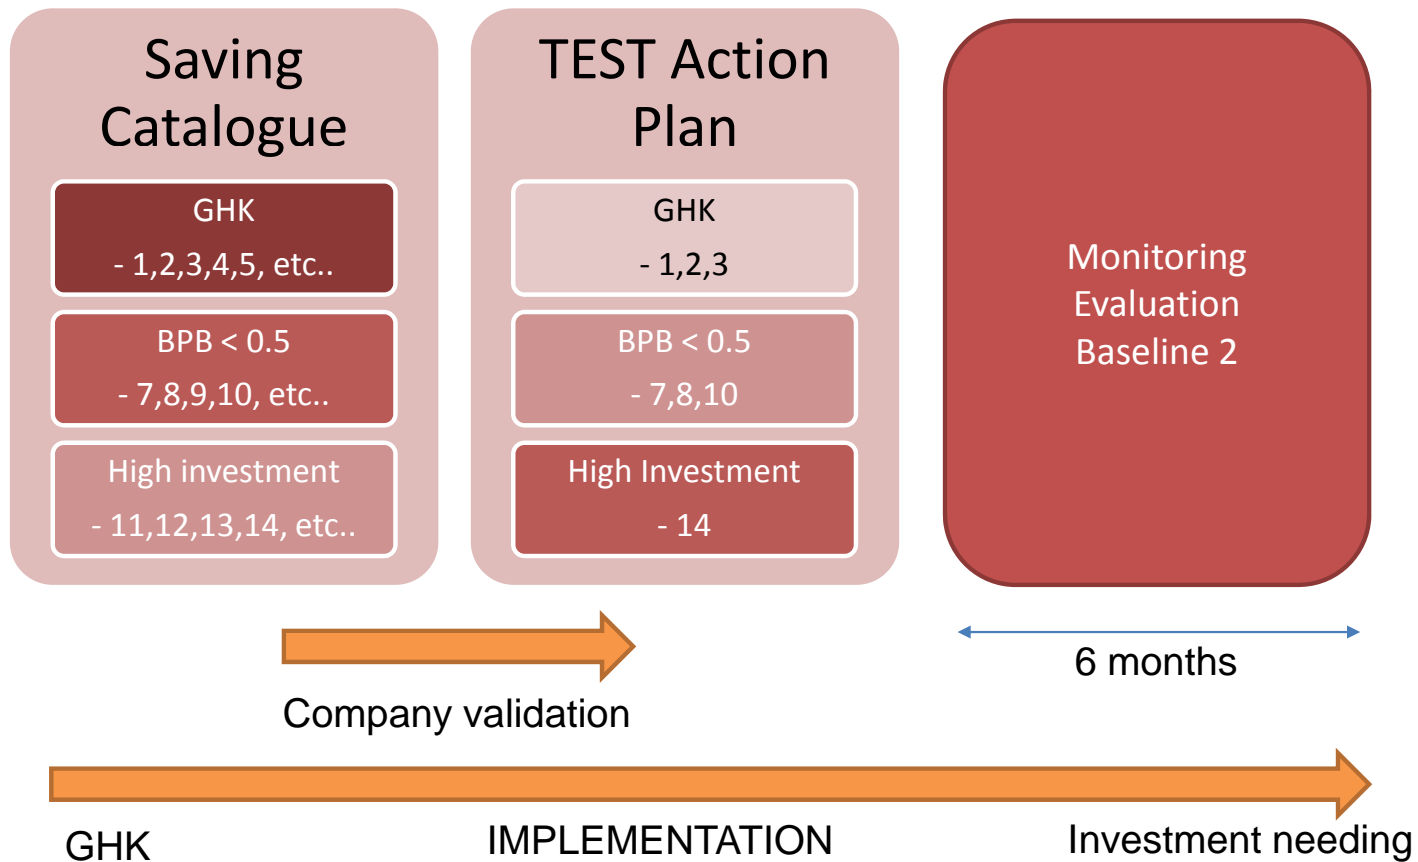 Saving
Catalogue
GHK
- 1,2,3,4,5, etc..
BPB < 0.5
- 7,8,9,10, etc..
High investment
- 11,12,13,14, etc..
TEST Action
Plan
GHK
- 1,2,3
BPB < 0.5
- 7,8,10
High Investment
- 14
Monitoring
Evaluation
Baseline 2
6 months
Company validation
GHK
IMPLEMENTATION
Investment needing